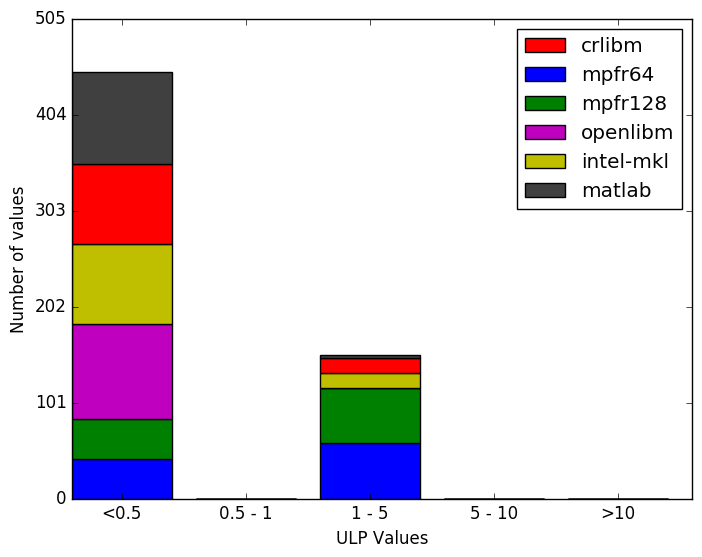 505
404
303
202
101
0
Number of values
<0.5
0.5 - 1
1 - 5
5 - 10
>10
ULP Values
crlibm
mpfr64
mpfr128
openlibm
intel-mkl
matlab